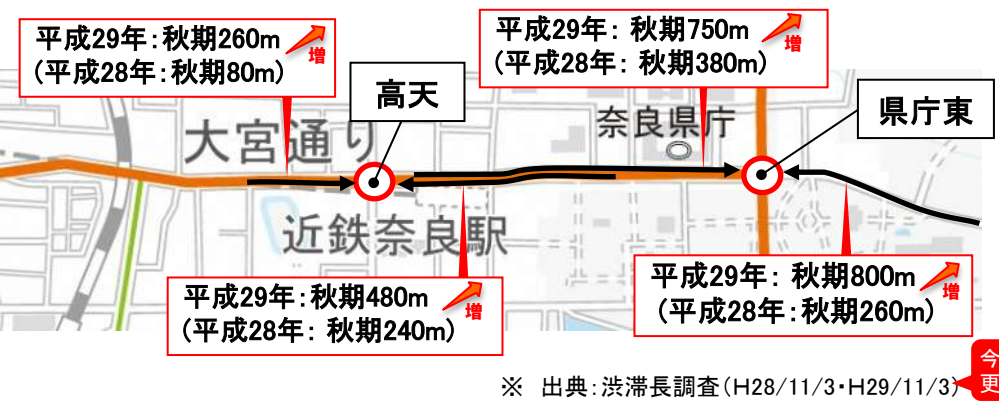 平成29年：秋期260m
増
(平成28年：秋期80m)
平成29年：秋期750m
増
(平成28年： 秋期380m)
高天
県庁東
奈良県庁
大宮通り
近鉄奈良駅
平成29年：秋期480m
増
(平成28年： 秋期240m)
平成29年： 秋期800m
増
(平成28年：秋期260m)
※ 出典：渋滞長調査(H28/11/3・H29/11/3)
今
更